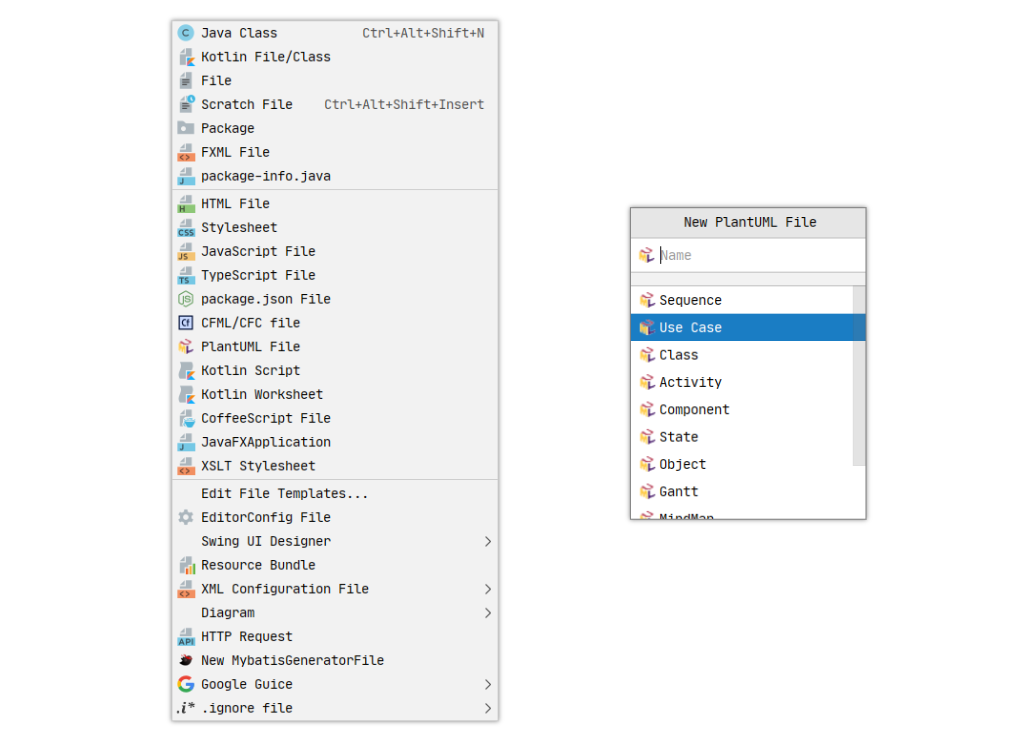 Java Class Ctrl+Alt+Shift+N
Kotlin File/Class
File
Scratch File Ctrl+Alt+Shift+Insert
Package
FXML File
package-info.java
HTML File
Stylesheet
JavaScript File
TypeScript File
package.json File
CFML/CFC file
PlantUML File
Kotlin Script
Kotlin Worksheet
CoffeeScript File
JavaFXApplication
XSLT Stylesheet
Edit File Templates...
EditorConfig File
Swing UI Designer
Resource Bundle
XML Configuration File
Diagram
HTTP Request
New MybatisGeneratorFile
Google Guice
.i* .ignore file
New PlantUML File
Name
Sequence
Use Case
Class
Activity
Component
State
Object
Gantt
MindMap